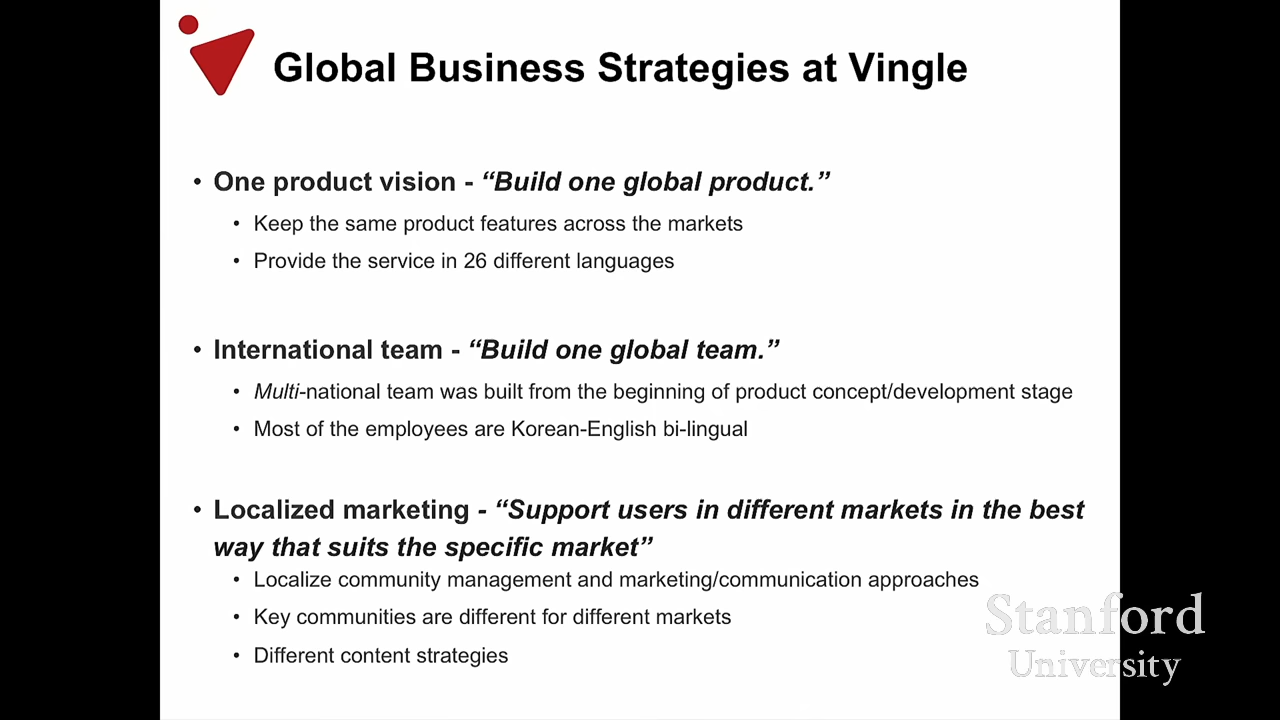 Global Business Strategies at Vingle
• One product vision - “Build one global product.”
• Keep the same product features across the markets
• Provide the service in 26 different languages
• International team - “Build one global team.”
• Multi-national team was built from the beginning of product concept/development stage
• Most of the employees are Korean-English bi-lingual
• Localized marketing - “Support users in different markets in the best
way that suits the specific market”
• Localize community management and marketing/communication approaches
• Key communities are different for different markets
• Different content strategies
Stanford
University